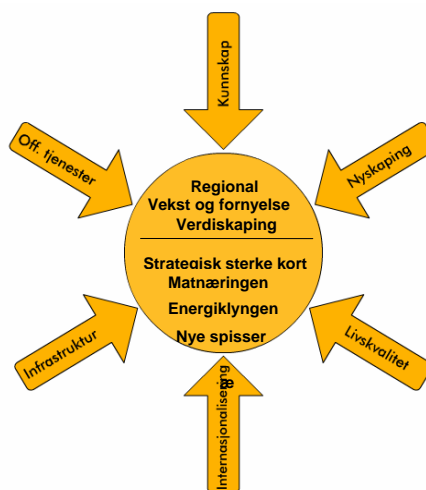 Kunnskap
Off. tjenester
Nyskaping
Regional
Vekst og fornyelse
Verdiskaping
Strategisk sterke kort
Matnæringen
Energiklyngen
Nye spisser
Infrastruktur
Livskvalitet
Internasjonalisering
æ